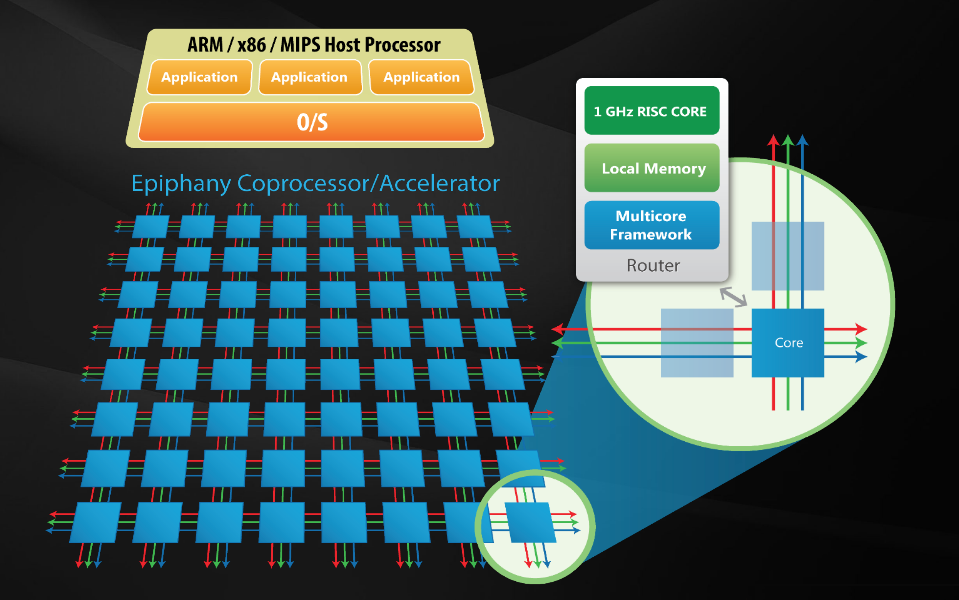 ARM / x86 / MIPS Host Processor
Application Application Application
O/S
Epiphany Coprocessor/Accelerator
1 GHz RISC CORE
Local Memory
Multicore
Framework
Router
Core